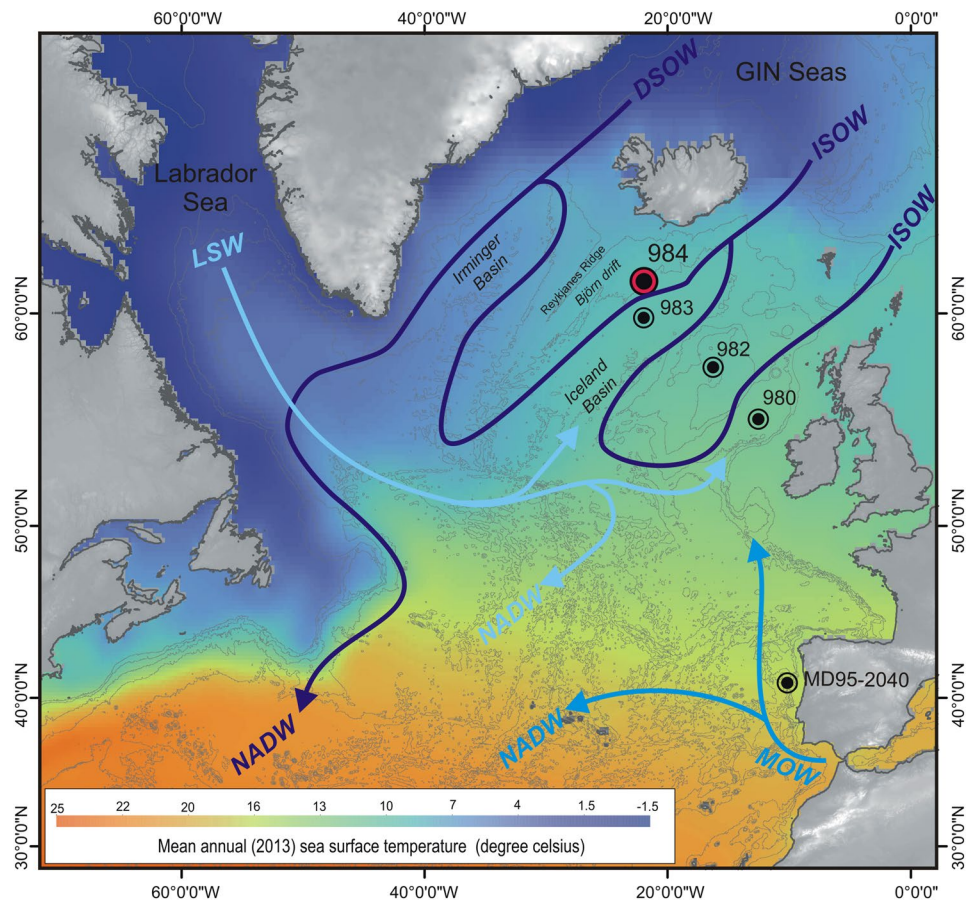 60°0'0"W 40°0'0"W 20°0'0"W 0°0'0"
GIN Seas
DSOW
ISOW
ISOW
Labrador
Sea
LSW
Irminger
Basin
Reykjanes Ridge
Björn drift
984
983
982
980
Iceland
Basin
60°0'0"N
60°0'0"N
50°0'0"N
50°0'0"N
NADW
MD95-2040
40°0'0"N
40°0'0"N
NADW
NADW
MOW
30°0'0"N
30°0'0"N
25 22 20 16 13 10 7 4 1.5 -1.5
Mean annual (2013) sea surface temperature (degree celsius)
60°0'0"W 40°0'0"W 20°0'0"W 0°0'0"